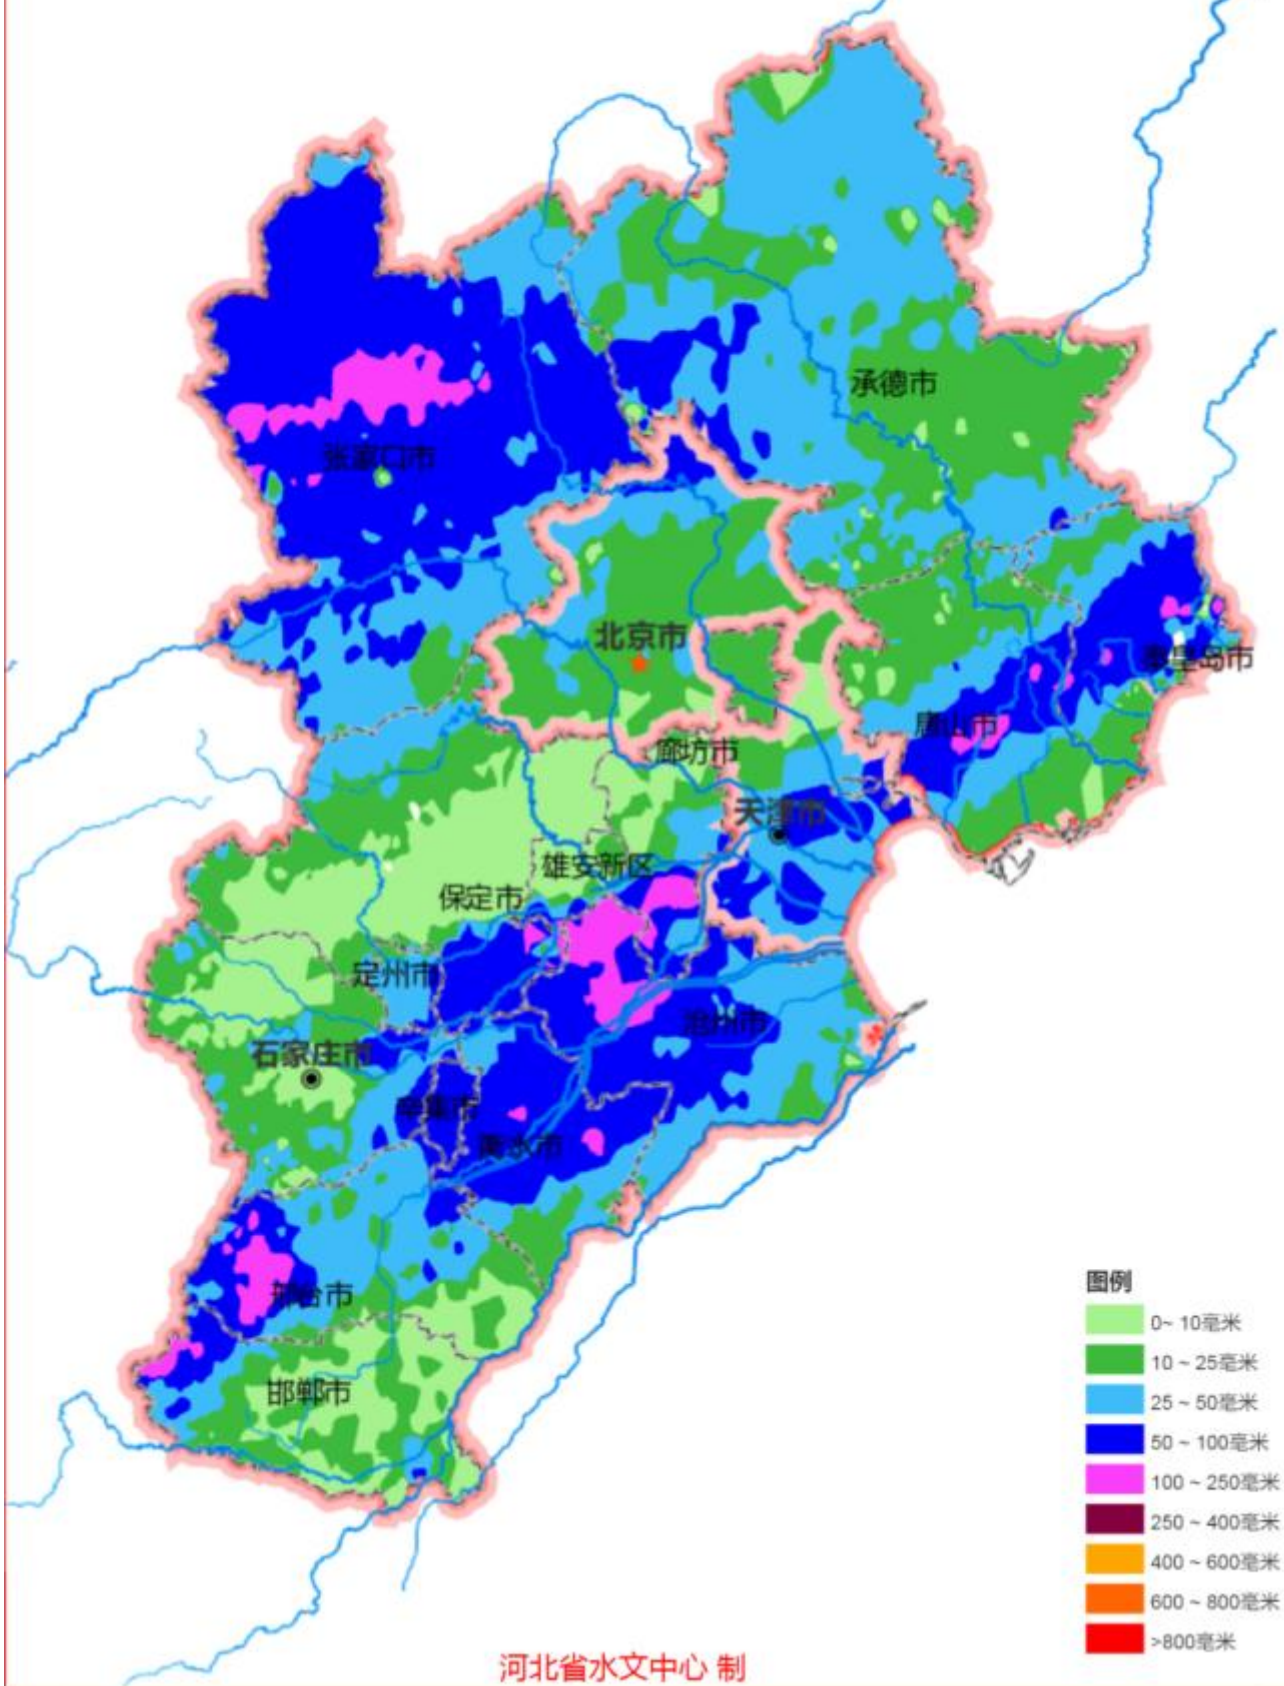 承德市
张家口市
北京市
秦皇岛市
唐山市
廊坊市
天津市
雄安新区
保定市
定州市
沧州市
石家庄市
辛集市
衡水市
邢台市
邯郸市
图例
0~ 10毫米
10 ~ 25毫米
25 ~ 50毫米
50 ~ 100毫米
100 ~ 250毫米
250 ~ 400毫米
400 ~ 600毫米
600 ~ 800毫米
>800毫米
河北省水文中心 制